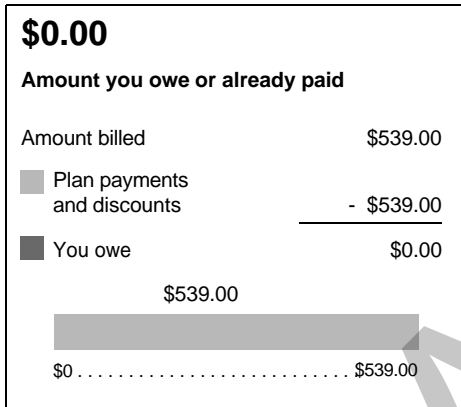 $0.00
Amount you owe or already paid
Amount billed $539.00
Plan payments
and discounts - $539.00
You owe $0.00
$539.00
$0 . . . . . . . . . . . . . . . . . . . . . . . . . . . . $539.00